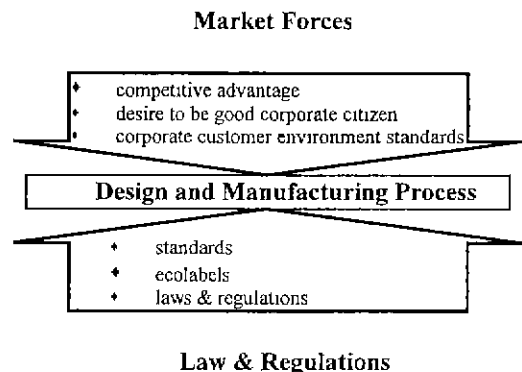 Market Forces
♦ competitive advantage
♦ desire to be good corporate citizen
♦ corporate customer environment standards
Design and Manufacturing Process
♦ standards
♦ ecolabels
♦ laws & regulations
Law & Regulations